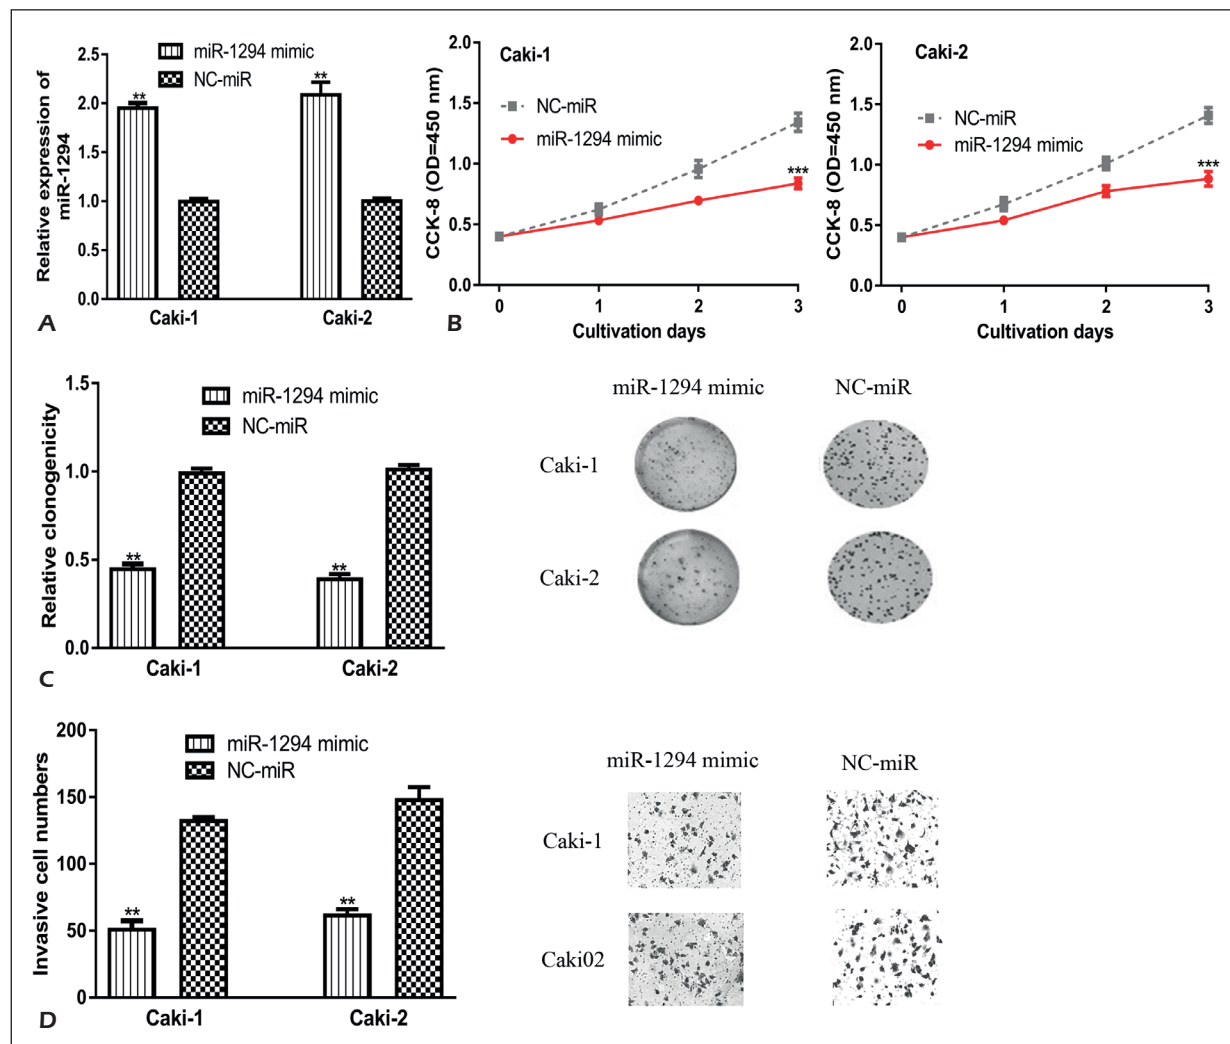 miR-1294 mimic
NC-miR
Relative expression of
miR-1294
2.5
2.0
1.5
1.0
0.5
0.0
**
**
Caki-1
Caki-2
A
Caki-1
NC-miR
miR-1294 mimic
CCK-8 (OD=450 nm)
2.0
1.5
1.0
0.5
0.0
***
0
1
2
3
Cultivation days
B
Caki-2
NC-miR
miR-1294 mimic
CCK-8 (OD=450 nm)
2.0
1.5
1.0
0.5
0.0
***
0
1
2
3
Cultivation days
miR-1294 mimic
NC-miR
Relative clonogenicity
1.5
1.0
0.5
0.0
**
**
Caki-1
Caki-2
C
miR-1294 mimic
NC-miR
Caki-1
Caki-2
miR-1294 mimic
NC-miR
Invasive cell numbers
200
150
100
50
0
**
**
Caki-1
Caki-2
D
miR-1294 mimic
NC-miR
Caki-1
Caki02